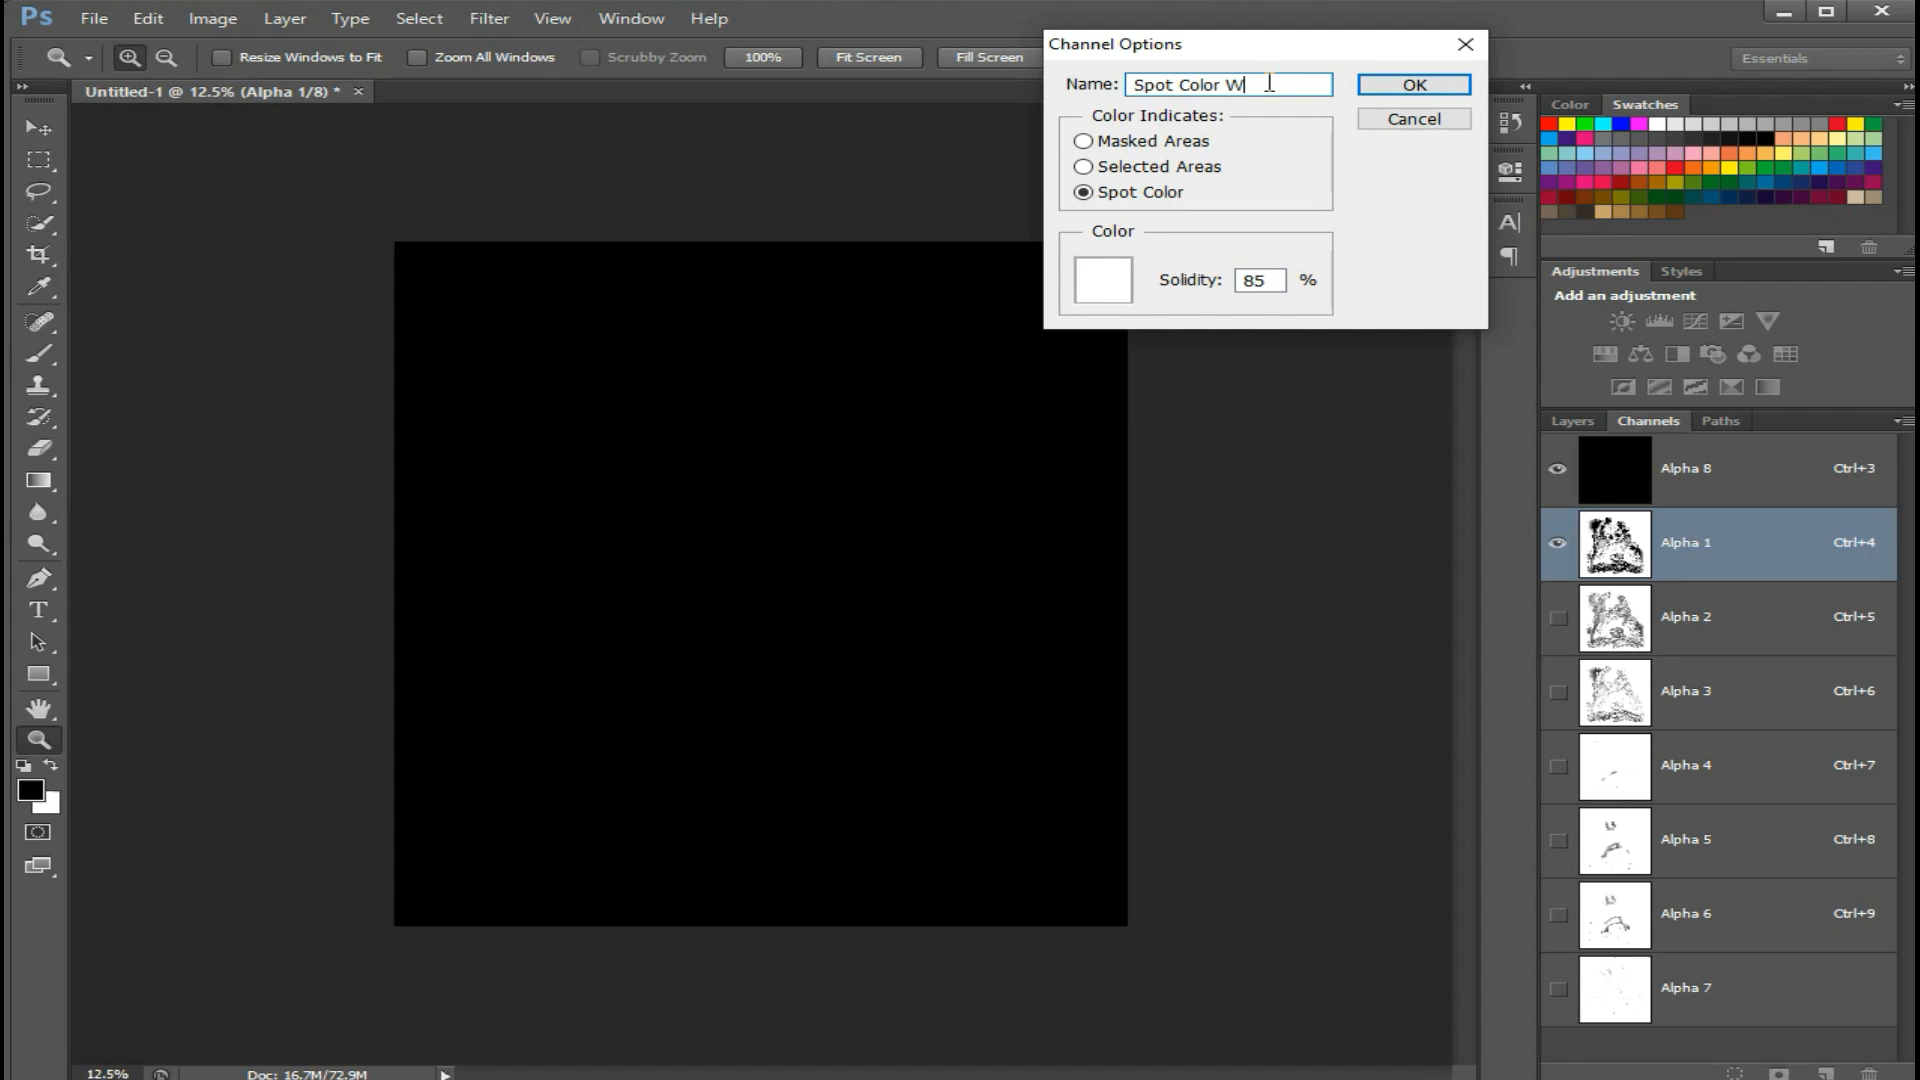 Ps File Edit Image Layer Type Select Filter View Window Help
Resize Windows to Fit Zoom All Windows Scrubby Zoom 100% Fit Screen Fill Screen Essentials
Untitled-1 @ 12.5% (Alpha 1/8) *
Channel Options
Name: Spot Color W
OK
Cancel
Color Indicates:
Masked Areas
Selected Areas
Spot Color
Color
Solidity: 85 %
Color Swatches
Adjustments Styles
Add an adjustment
Layers Channels Paths
Alpha 8 Ctrl+3
Alpha 1 Ctrl+4
Alpha 2 Ctrl+5
Alpha 3 Ctrl+6
Alpha 4 Ctrl+7
Alpha 5 Ctrl+8
Alpha 6 Ctrl+9
Alpha 7
12.5% Doc: 16.7M/72.9M